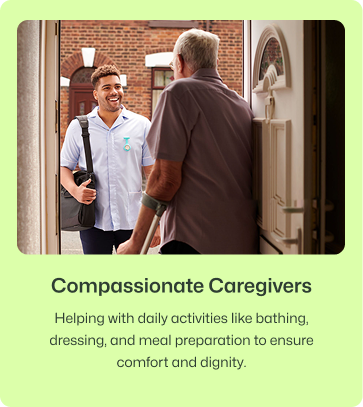 Compassionate Caregivers
Helping with daily activities like bathing,
dressing, and meal preparation to ensure
comfort and dignity.